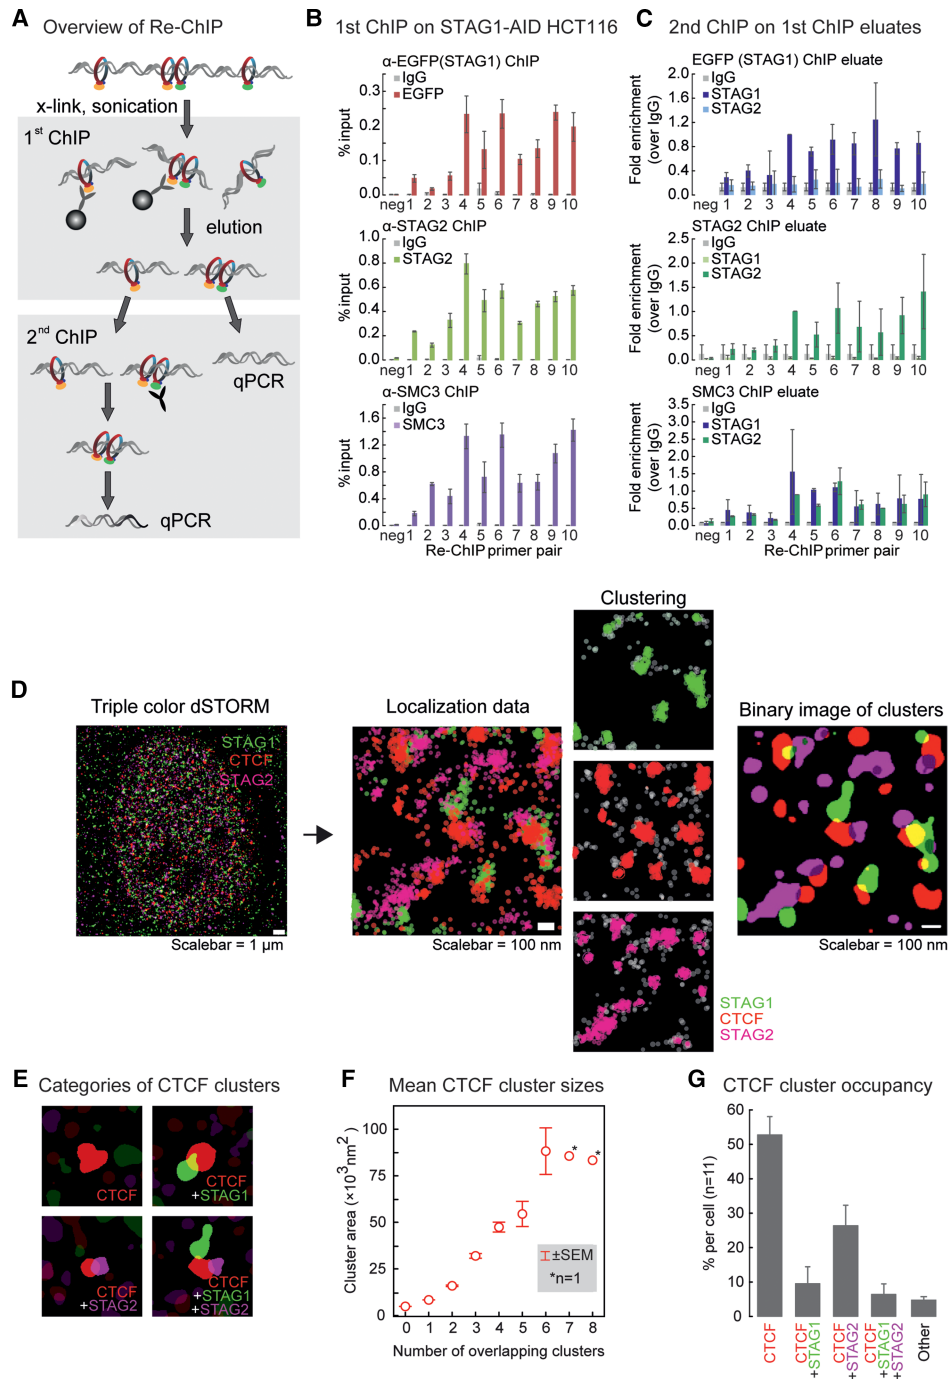 A Overview of Re-ChIP
x-link, sonication
1st ChIP
elution
2nd ChIP
qPCR
qPCR
B 1st ChIP on STAG1-AID HCT116
α-EGFP(STAG1) ChIP
IgG
EGFP
% input
0.3
0.2
0.1
0.0
neg 1 2 3 4 5 6 7 8 9 10
α-STAG2 ChIP
IgG
STAG2
% input
0.8
0.6
0.4
0.2
0.0
neg 1 2 3 4 5 6 7 8 9 10
α-SMC3 ChIP
IgG
SMC3
% input
1.6
1.2
0.8
0.4
0.0
neg 1 2 3 4 5 6 7 8 9 10
Re-ChIP primer pair
C 2nd ChIP on 1st ChIP eluates
EGFP (STAG1) ChIP eluate
IgG
STAG1
STAG2
Fold enrichment
(over IgG)
2.0
1.5
1.0
0.5
0.0
neg 1 2 3 4 5 6 7 8 9 10
STAG2 ChIP eluate
IgG
STAG1
STAG2
Fold enrichment
(over IgG)
2.5
2.0
1.5
1.0
0.5
0.0
neg 1 2 3 4 5 6 7 8 9 10
SMC3 ChIP eluate
IgG
STAG1
STAG2
Fold enrichment
(over IgG)
3.5
3.0
2.5
2.0
1.5
1.0
0.5
0.0
neg 1 2 3 4 5 6 7 8 9 10
Re-ChIP primer pair
D
Triple color dSTORM
STAG1
CTCF
STAG2
Scalebar = 1 µm
Localization data
Scalebar = 100 nm
Clustering
STAG1
CTCF
STAG2
Binary image of clusters
Scalebar = 100 nm
E Categories of CTCF clusters
CTCF
CTCF
+STAG1
CTCF
+STAG2
CTCF
+STAG1
+STAG2
F Mean CTCF cluster sizes
Cluster area (×10³nm²)
100
75
50
25
0
* *
±SEM
*n=1
0 1 2 3 4 5 6 7 8
Number of overlapping clusters
G CTCF cluster occupancy
% per cell (n=11)
60
50
40
30
20
10
0
CTCF
CTCF
+STAG1
CTCF
+STAG2
CTCF
+STAG1
+STAG2
Other